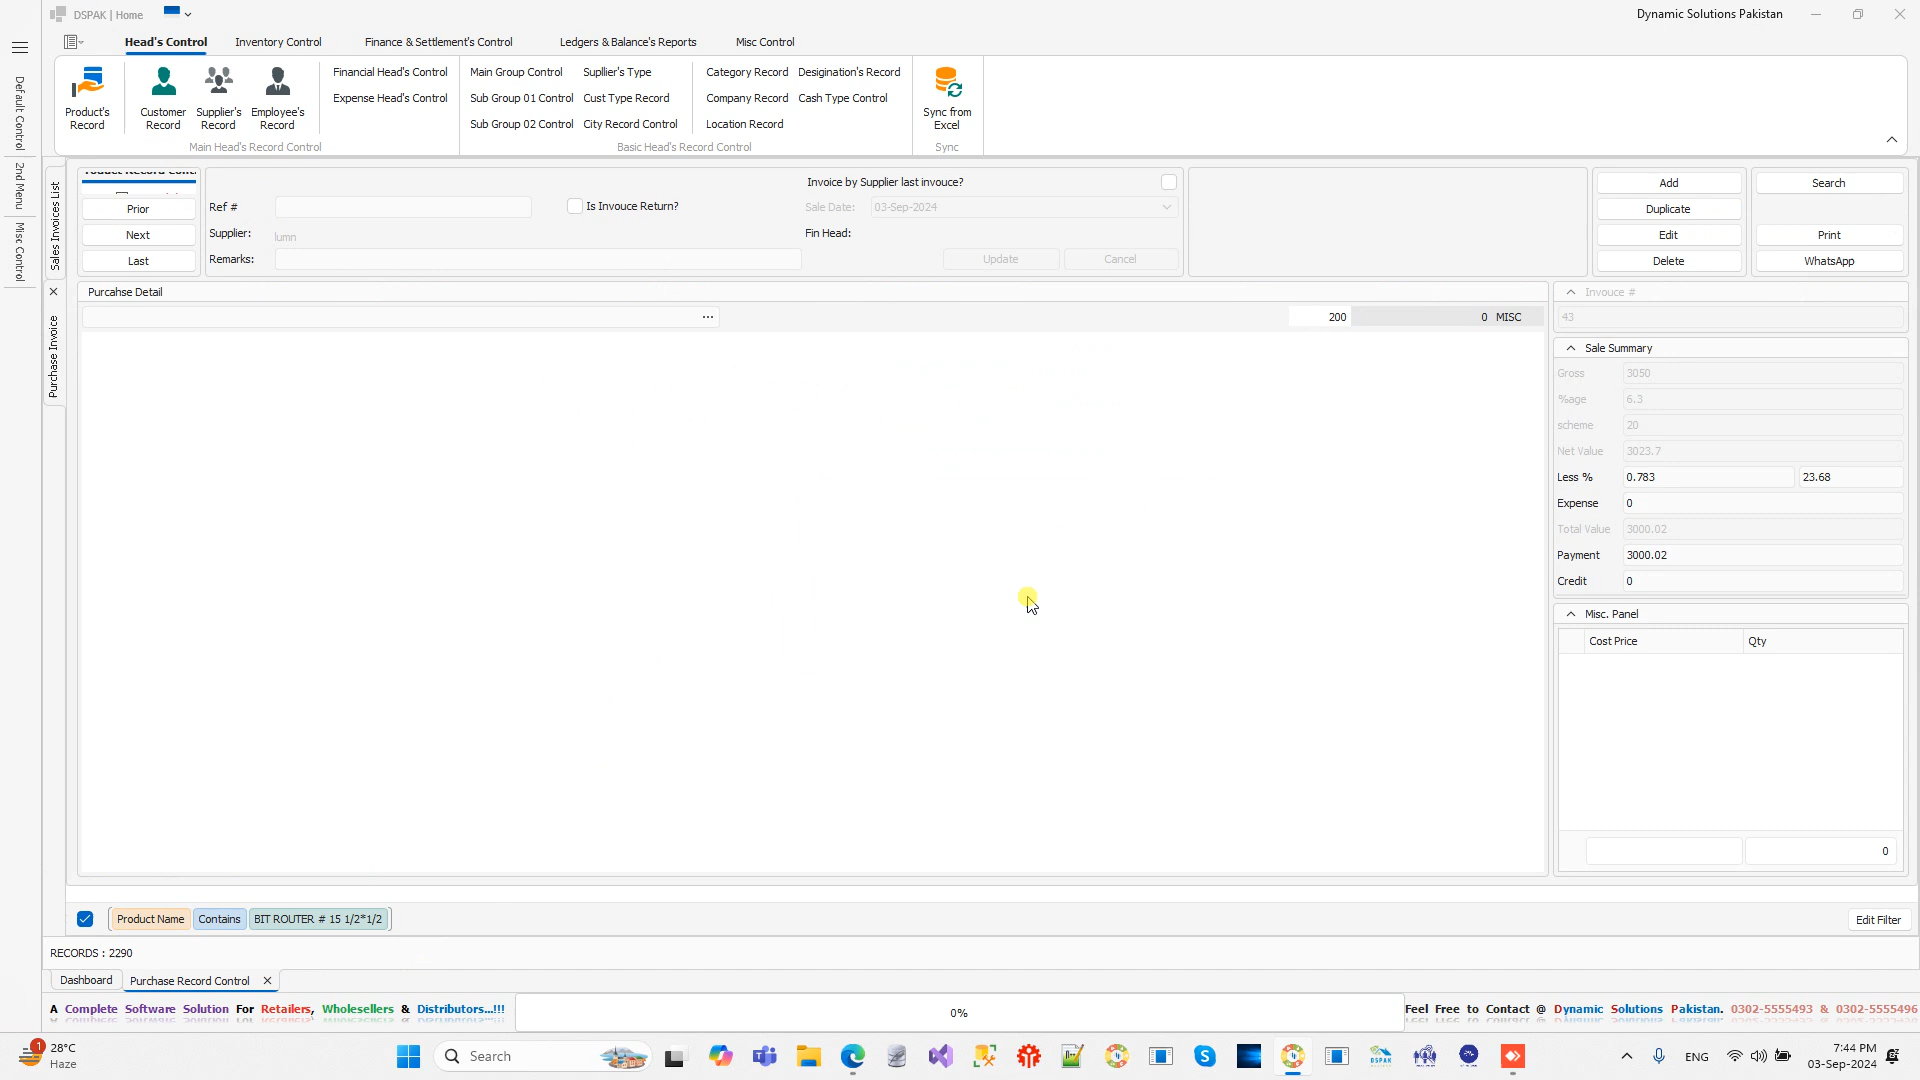 DSPAK | Home
Dynamic Solutions Pakistan
Head's Control
Inventory Control
Finance & Settlement's Control
Ledgers & Balance's Reports
Misc Control
Default Control
2nd Menu
Misc Control
Product's Record
Customer Record
Supplier's Record
Employee's Record
Financial Head's Control
Expense Head's Control
Main Head's Record Control
Main Group Control
Sub Group 01 Control
Sub Group 02 Control
Supllier's Type
Cust Type Record
City Record Control
Category Record
Company Record
Location Record
Designation's Record
Cash Type Control
Basic Head's Record Control
Sync from Excel
Sync
Sales Invoices List
Purchase Invoice
Prior
Next
Last
Ref #
Is Invouce Return?
Supplier:
lumn
Remarks:
Invoice by Supplier last invouce?
Sale Date: 03-Sep-2024
Fin Head:
Update
Cancel
Add
Duplicate
Edit
Delete
Search
Print
WhatsApp
Purcahse Detail
...
200
0 MISC
Invouce #
43
Sale Summary
Gross 3050
%age 6.3
scheme 20
Net Value 3023.7
Less % 0.783 23.68
Expense 0
Total Value 3000.02
Payment 3000.02
Credit 0
Misc. Panel
Cost Price Qty
0
Product Name Contains BIT ROUTER # 15 1/2*1/2
Edit Filter
RECORDS : 2290
Dashboard
Purchase Record Control
A Complete Software Solution For Retailers, Wholesellers & Distributors...!!!
0%
Feel Free to Contact @ Dynamic Solutions Pakistan. 0302-5555493 & 0302-5555496
1
28°C
Haze
Search
DSPAK
ENG
7:44 PM
03-Sep-2024